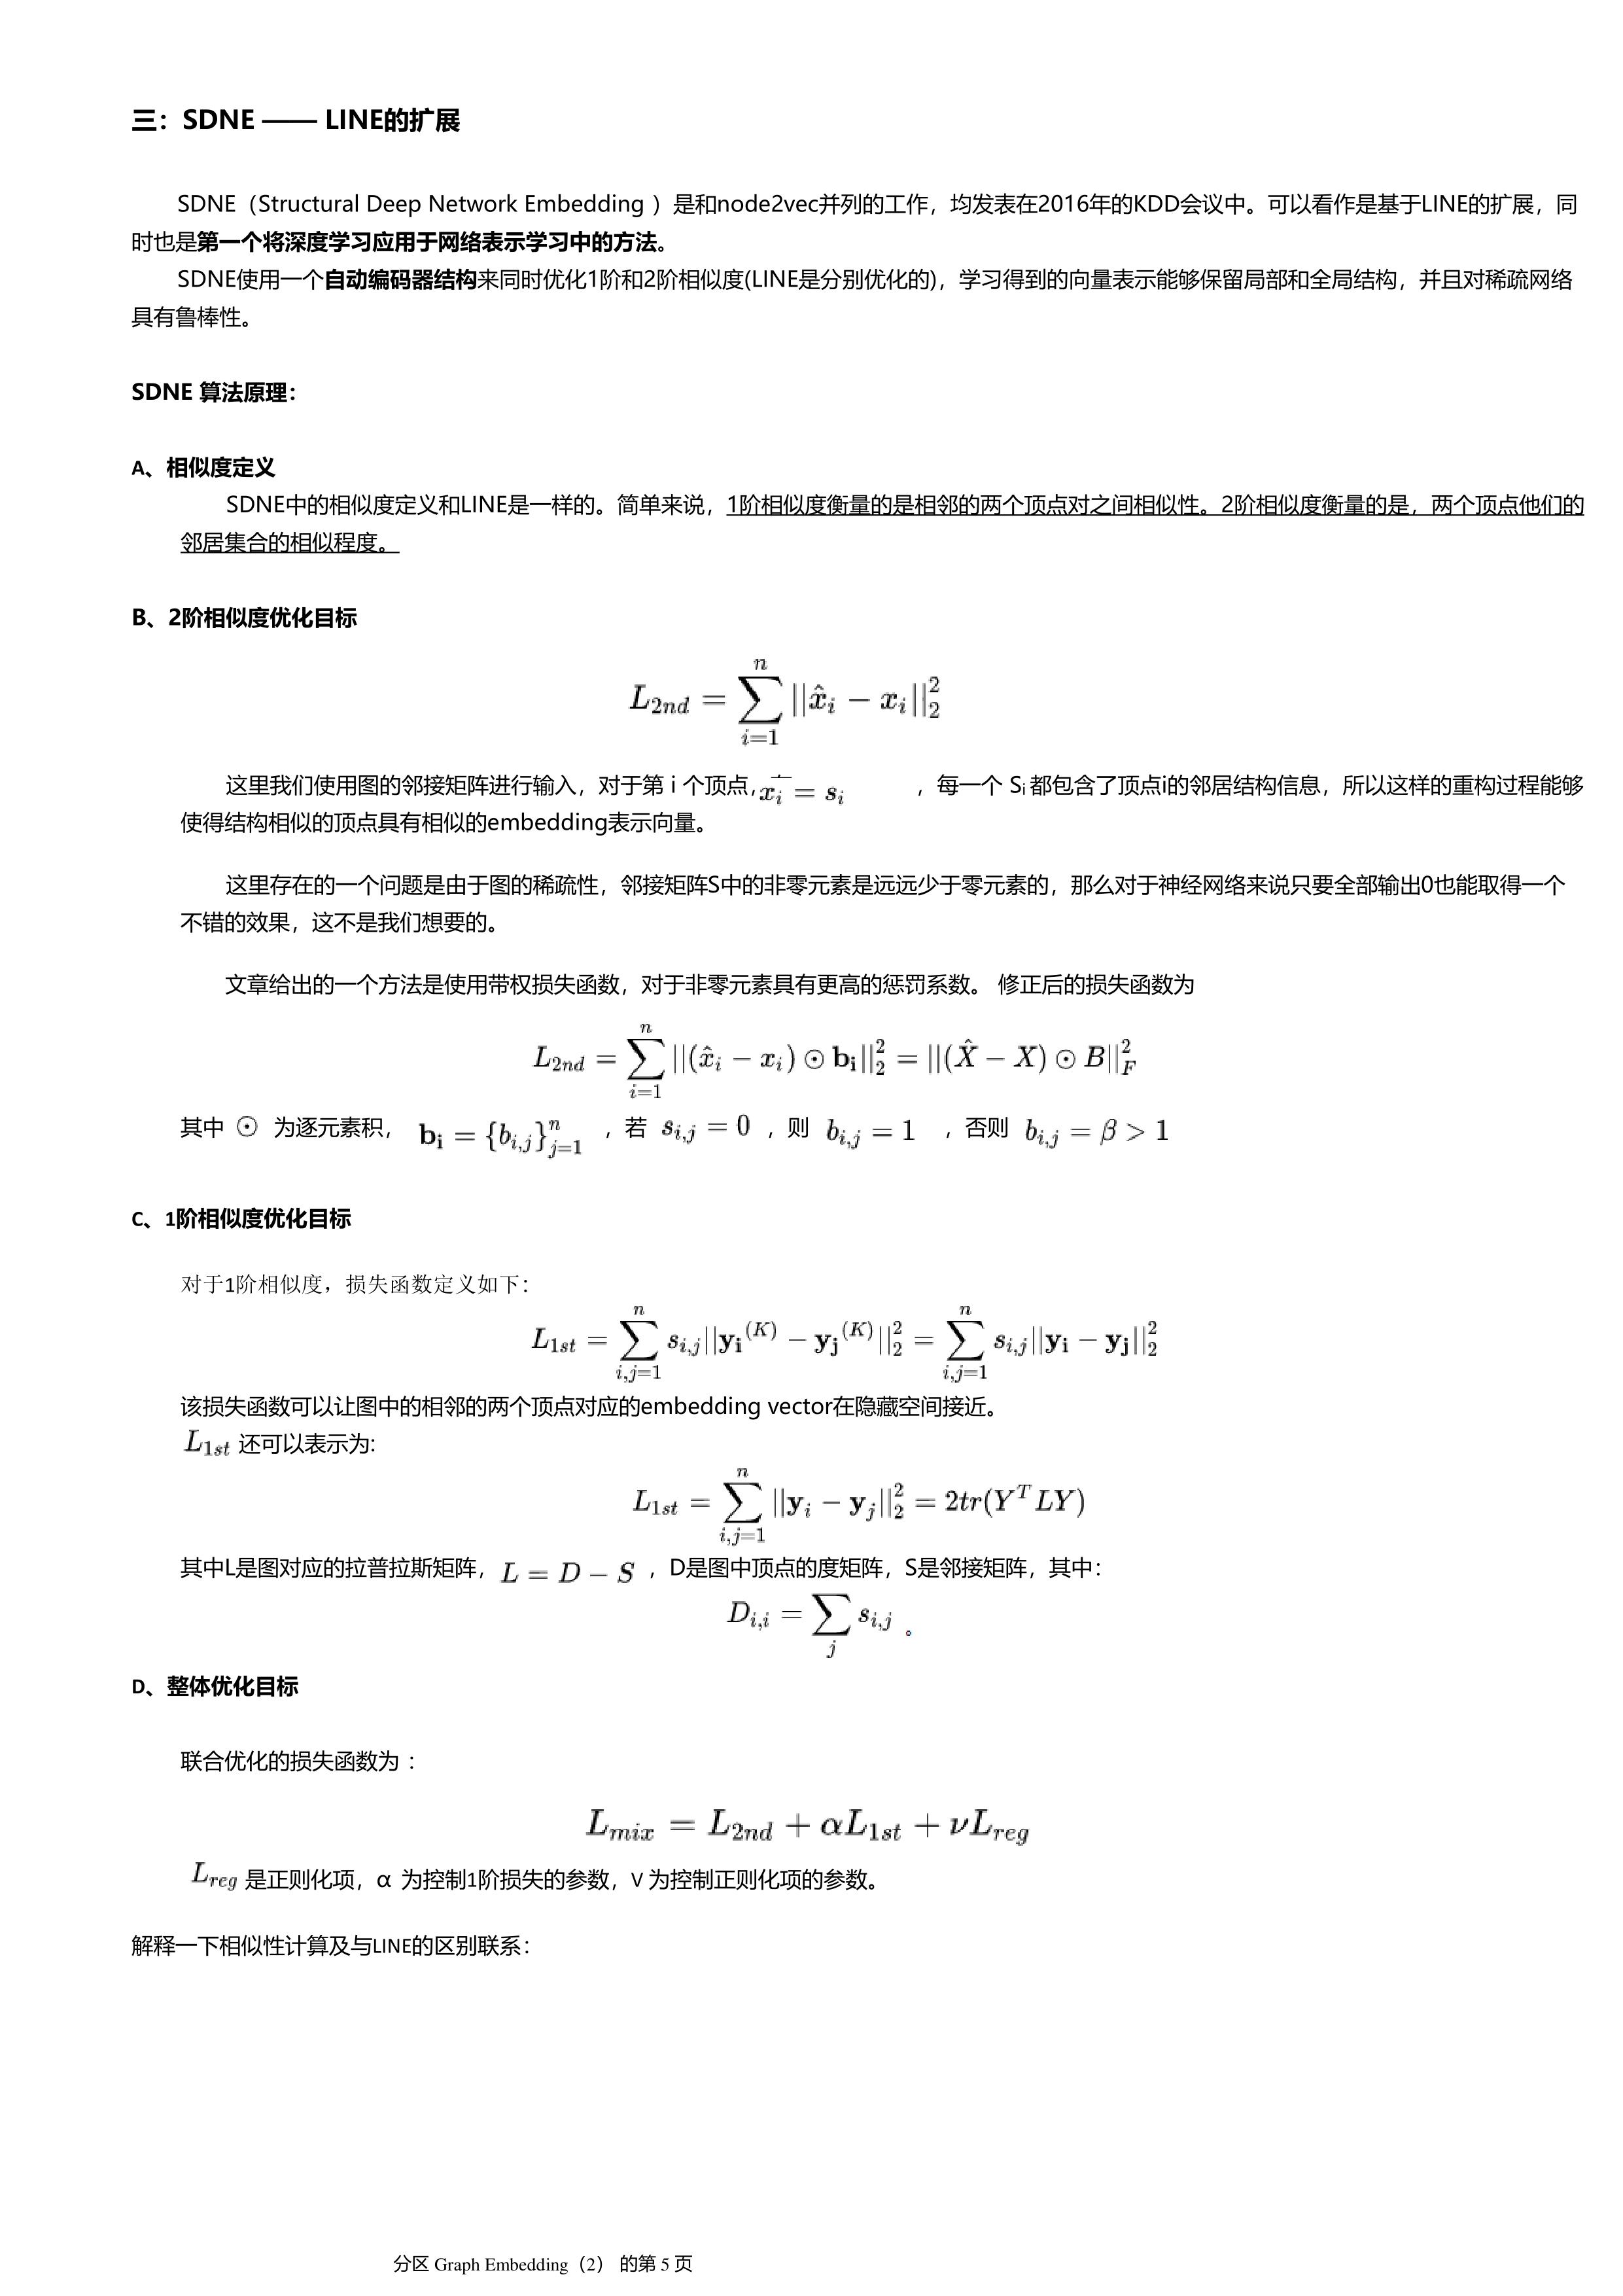 三：SDNE —— LINE的扩展
SDNE（Structural Deep Network Embedding ）是和node2vec并列的工作，均发表在2016年的KDD会议中。可以看作是基于LINE的扩展，同
时也是第一个将深度学习应用于网络表示学习中的方法。
SDNE使用一个自动编码器结构来同时优化1阶和2阶相似度(LINE是分别优化的)，学习得到的向量表示能够保留局部和全局结构，并且对稀疏网络
具有鲁棒性。
SDNE 算法原理：
A、相似度定义
SDNE中的相似度定义和LINE是一样的。简单来说，1阶相似度衡量的是相邻的两个顶点对之间相似性。2阶相似度衡量的是，两个顶点他们的
邻居集合的相似程度。
B、2阶相似度优化目标
$L_{2nd} = \sum_{i=1}^{n} ||\hat{x}_i - x_i||_2^2$
这里我们使用图的邻接矩阵进行输入，对于第 i 个顶点，$x_i = s_i$ ，每一个 Si 都包含了顶点i的邻居结构信息，所以这样的重构过程能够
使得结构相似的顶点具有相似的embedding表示向量。
这里存在的一个问题是由于图的稀疏性，邻接矩阵S中的非零元素是远远少于零元素的，那么对于神经网络来说只要全部输出0也能取得一个
不错的效果，这不是我们想要的。
文章给出的一个方法是使用带权损失函数，对于非零元素具有更高的惩罚系数。 修正后的损失函数为
$L_{2nd} = \sum_{i=1}^{n} ||(\hat{x}_i - x_i) \odot \mathbf{b_i}||_2^2 = ||(\hat{X} - X) \odot B||_F^2$
其中 $\odot$ 为逐元素积， $\mathbf{b_i} = \{b_{i,j}\}_{j=1}^{n}$ ，若 $s_{i,j} = 0$ ，则 $b_{i,j} = 1$ ，否则 $b_{i,j} = \beta > 1$
C、1阶相似度优化目标
对于1阶相似度，损失函数定义如下：
$L_{1st} = \sum_{i,j=1}^{n} s_{i,j} ||\mathbf{y_i}^{(K)} - \mathbf{y_j}^{(K)}||_2^2 = \sum_{i,j=1}^{n} s_{i,j} ||\mathbf{y_i} - \mathbf{y_j}||_2^2$
该损失函数可以让图中的相邻的两个顶点对应的embedding vector在隐藏空间接近。
$L_{1st}$ 还可以表示为:
$L_{1st} = \sum_{i,j=1}^{n} ||\mathbf{y}_i - \mathbf{y}_j||_2^2 = 2tr(Y^T LY)$
其中L是图对应的拉普拉斯矩阵， $L = D - S$ ，D是图中顶点的度矩阵，S是邻接矩阵，其中：
$D_{i,i} = \sum_j s_{i,j}$ 。
D、整体优化目标
联合优化的损失函数为 ：
$L_{mix} = L_{2nd} + \alpha L_{1st} + \nu L_{reg}$
$L_{reg}$ 是正则化项，α 为控制1阶损失的参数，ν 为控制正则化项的参数。
解释一下相似性计算及与LINE的区别联系：
分区 Graph Embedding（2） 的第 5 页